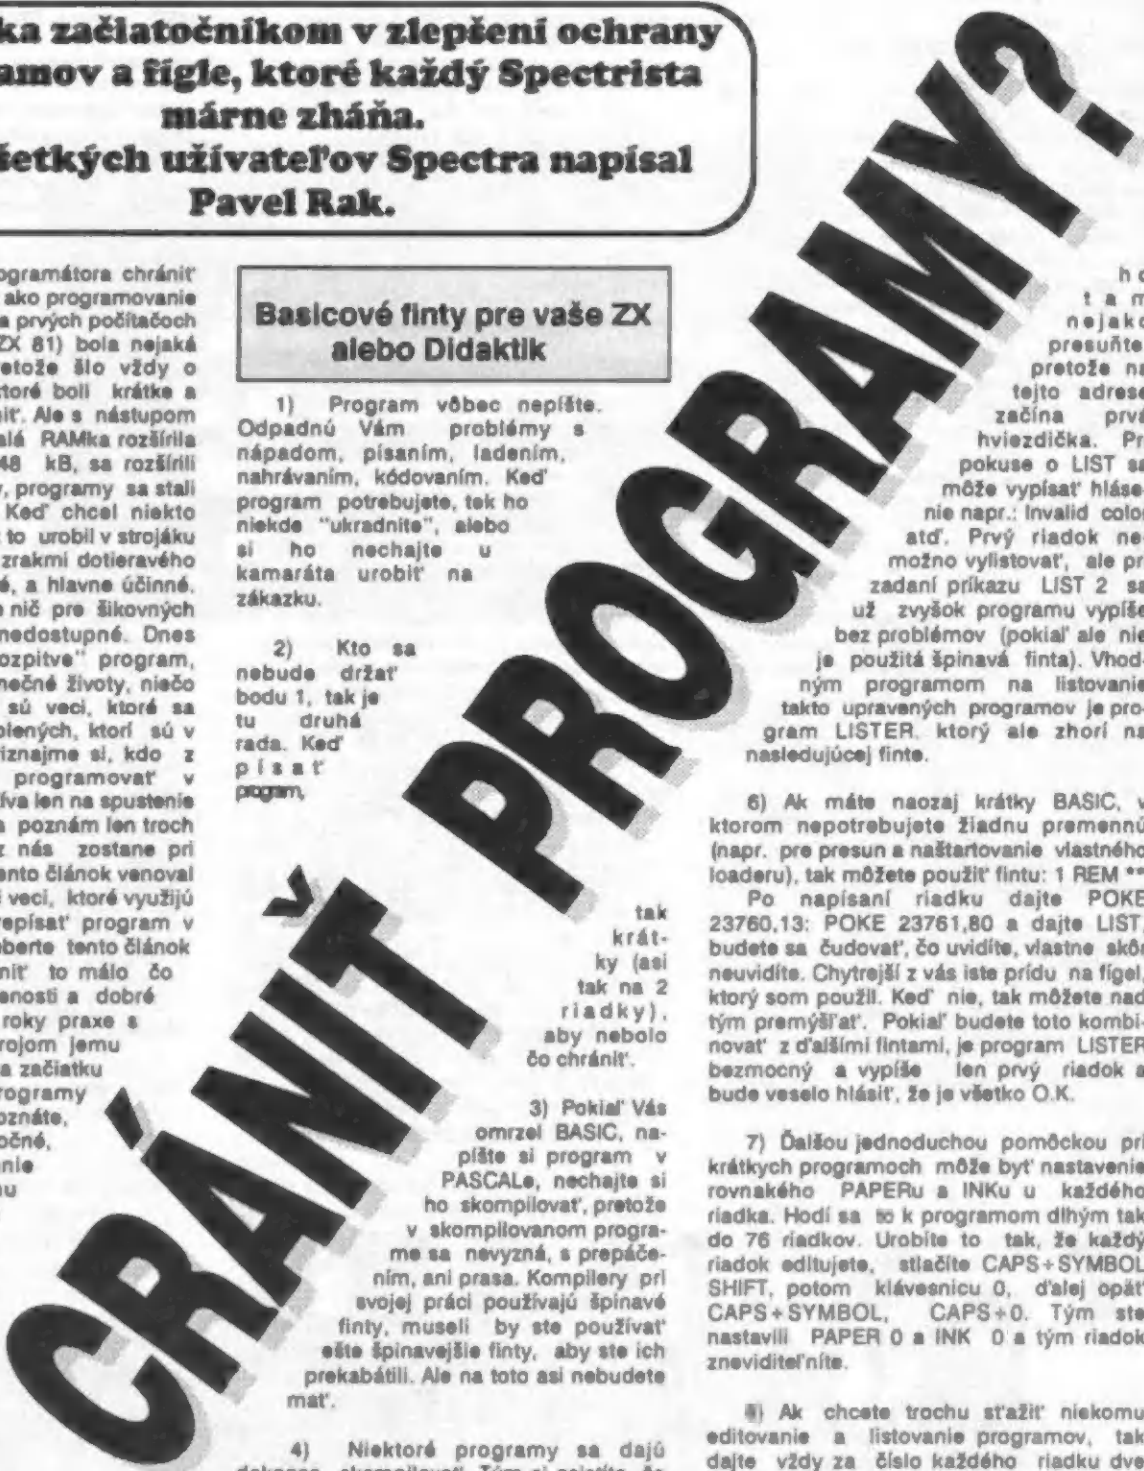 ka začiatočníkom v zlepšení ochrany
amov a fígle, ktoré každý Spectrista
márne zháňa.
šetkých užívateľov Spectra napísal
Pavel Rak.
CRÁNIŤ PROGRAMY?
ogramátora chrániť
ako programovanie
a prvých počítačoch
ZX 81) bola nejaká
etože šlo vždy o
ktoré boli krátke a
iť. Ale s nástupom
alé RAMka rozšírila
48 kB, sa rozšírili
y, programy sa stali
Keď chcel niekto
to urobil v strojáku
zrakmi dotieravého
é, a hlavne účinné.
o nič pre šikovných
nedostupné. Dnes
ozpitve" program,
nečné životy, niečo
sú veci, ktoré sa
olených, ktorí sú v
riznajme si, kdo z
programovať v
íva len na spustenie
a poznám len troch
z nás zostane pri
ento článok venoval
i veci, ktoré využijú
repísať program v
eberte tento článok
niť to málo čo
enosti a dobré
roky praxe s
rojom jemu
a začiatku
rogramy
oznáte,
očné,
nie
nu
Basicové finty pre vaše ZX
alebo Didaktik
1) Program vôbec nepíšte.
Odpadnú Vám problémy s
nápadom, písaním, ladením,
nahrávaním, kódovaním. Keď
program potrebujete, tek ho
niekde "ukradnite", alebo
si ho nechajte u
kamaráta urobiť na
zákazku.
2) Kto sa
nebude držať
bodu 1, tak je
tu druhá
rada. Keď
písať
program,
tak
krát-
ky (asi
tak na 2
riadky),
aby nebolo
čo chrániť.
3) Pokiaľ Vás
omrzel BASIC, na-
píšte si program v
PASCALe, nechajte si
ho skompilovať, pretože
v skompilovanom progra-
me sa nevyzná, s prepáče-
ním, ani prasa. Kompilery pri
svojej práci používajú špinavé
finty, museli by ste používať
ešte špinavejšie finty, aby ste ich
prekabátili. Ale na toto asi nebudete
mať.
4) Niektoré programy sa dajú
ho
tam
nejako
presuňte,
pretože na
tejto adrese
začína prvá
hviezdička. Pri
pokuse o LIST sa
môže vypísať hláse-
nie napr.: Invalid color
atď. Prvý riadok ne-
možno vylistovať, ale pri
zadaní príkazu LIST 2 sa
už zvyšok programu vypíše
bez problémov (pokiaľ ale nie
je použitá špinavá finta). Vhod-
ným programom na listovanie
takto upravených programov je pro-
gram LISTER, ktorý ale zhorí na
nasledujúcej finte.
6) Ak máte naozaj krátky BASIC, v
ktorom nepotrebujete žiadnu premennú
(napr. pre presun a naštartovanie vlastného
loaderu), tak môžete použiť fintu: 1 REM **
Po napísaní riadku dajte POKE
23760,13: POKE 23761,80 a dajte LIST,
budete sa čudovať, čo uvidíte, vlastne skôr
neuvidíte. Chytrejší z vás iste prídu na fígel,
ktorý som použil. Keď nie, tak môžete nad
tým premýšľať. Pokiaľ budete toto kombi-
novať z ďalšími fintami, je program LISTER
bezmocný a vypíše len prvý riadok a
bude veselo hlásiť, že je všetko O.K.
7) Ďalšou jednoduchou pomôckou pri
krátkych programoch môže byť nastavenie
rovnakého PAPERu a INKu u každého
riadka. Hodí sa to k programom dlhým tak
do 76 riadkov. Urobíte to tak, že každý
riadok editujete, stlačíte CAPS+SYMBOL
SHIFT, potom klávesnicu 0, ďalej opäť
CAPS+SYMBOL, CAPS+0. Tým ste
nastavili PAPER 0 a INK 0 a tým riadok
zneviditeľníte.
Ak chcete trochu sťažiť niekomu
editovanie a listovanie programov, tak
dajte vždy za číslo každého riadku dve